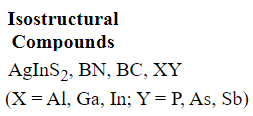 Isostructural
Compounds
AgInS₂, BN, BC, XY
(X = Al, Ga, In; Y = P, As, Sb)